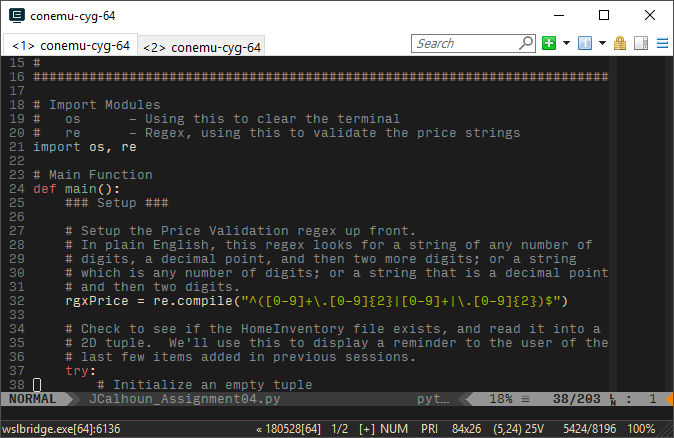 conemu-cyg-64
<1> conemu-cyg-64 <2> conemu-cyg-64 Search
15 #
16 ########################################################################
17
18 # Import Modules
19 #   os      - Using this to clear the terminal
20 #   re      - Regex, using this to validate the price strings
21 import os, re
22
23 # Main Function
24 def main():
25     ### Setup ###
26
27     # Setup the Price Validation regex up front.
28     # In plain English, this regex looks for a string of any number of
29     # digits, a decimal point, and then two more digits; or a string
30     # which is any number of digits; or a string that is a decimal point
31     # and then two digits.
32     rgxPrice = re.compile("^([0-9]+\.[0-9]{2}|[0-9]+|\.[0-9]{2})$")
33
34     # Check to see if the HomeInventory file exists, and read it into a
35     # 2D tuple.  We'll use this to display a reminder to the user of the
36     # last few items added in previous sessions.
37     try:
38         # Initialize an empty tuple
NORMAL JCalhoun_Assignment04.py pyt… 18% ≡ 38/203 ㏑ : 1
wslbridge.exe[64]:6136 « 180528[64] 1/2 [+] NUM PRI 84x26 (5,24) 25V 5424/8196 100%